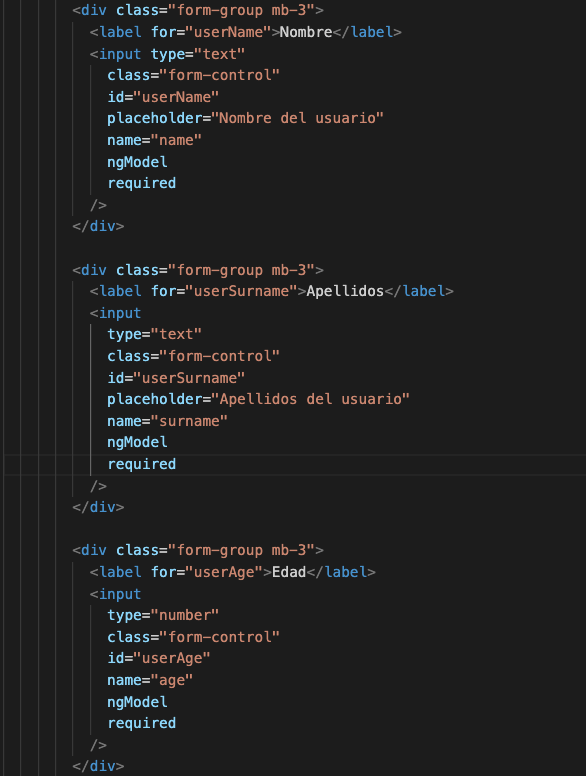 <div class="form-group mb-3">
<label for="userName">Nombre</label>
<input type="text"
class="form-control"
id="userName"
placeholder="Nombre del usuario"
name="name"
ngModel
required
/>
</div>
<div class="form-group mb-3">
<label for="userSurname">Apellidos</label>
<input
type="text"
class="form-control"
id="userSurname"
placeholder="Apellidos del usuario"
name="surname"
ngModel
required
/>
</div>
<div class="form-group mb-3">
<label for="userAge">Edad</label>
<input
type="number"
class="form-control"
id="userAge"
name="age"
ngModel
required
/>
</div>